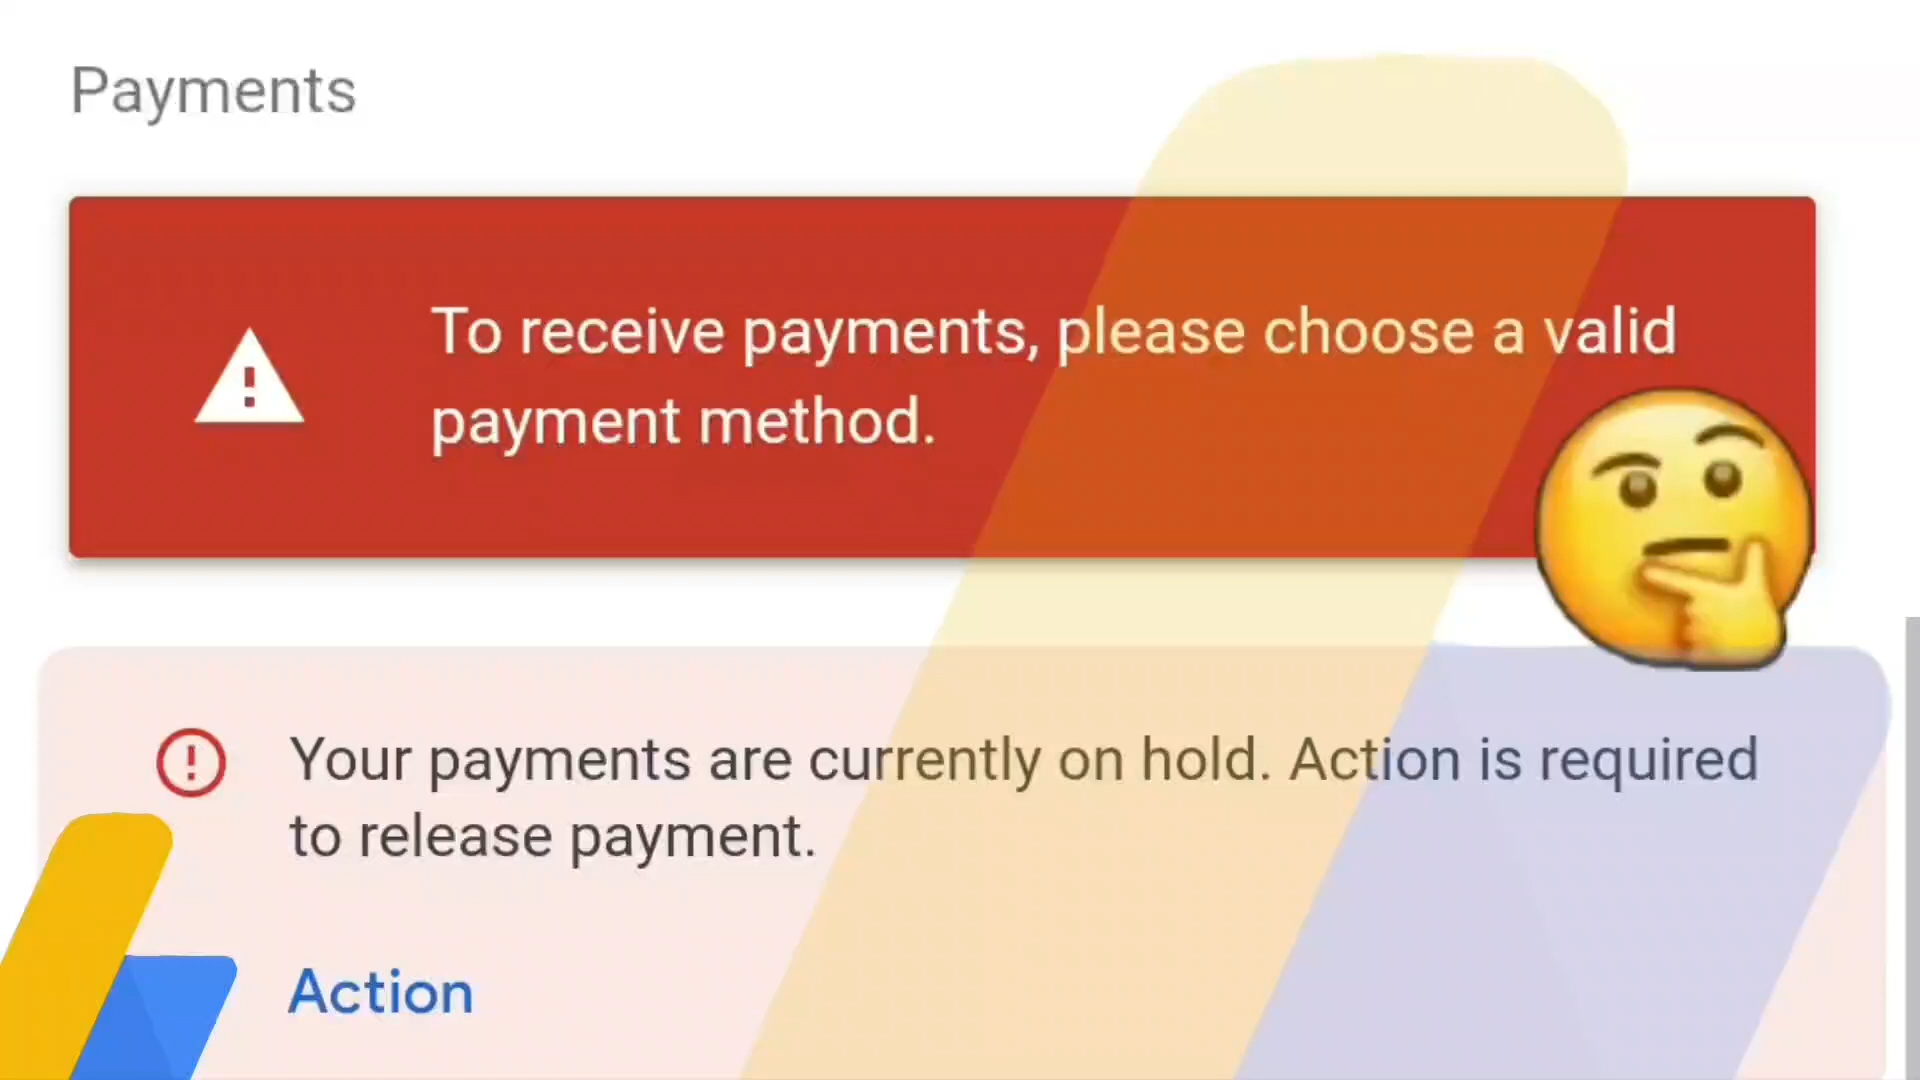 Payments
To receive payments, please choose a valid
payment method.
Your payments are currently on hold. Action is required
to release payment.
Action